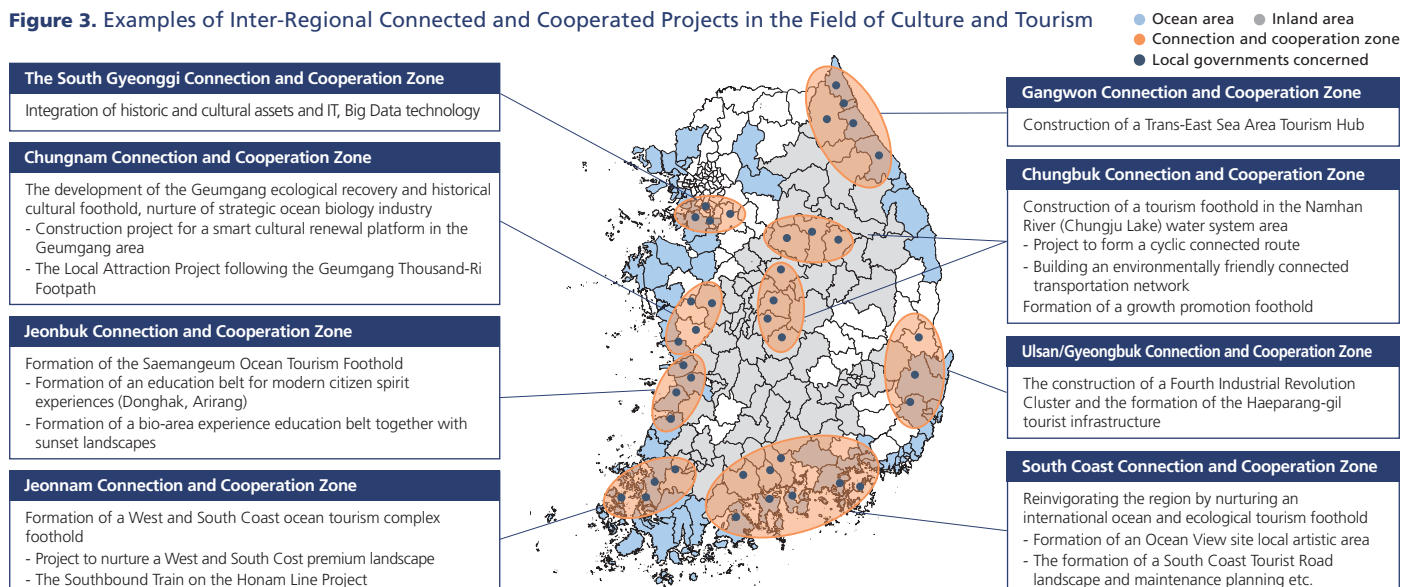 Figure 3. Examples of Inter-Regional Connected and Cooperated Projects in the Field of Culture and Tourism
Ocean area
Inland area
Connection and cooperation zone
Local governments concerned
The South Gyeonggi Connection and Cooperation Zone
Integration of historic and cultural assets and IT, Big Data technology
Chungnam Connection and Cooperation Zone
The development of the Geumgang ecological recovery and historical
cultural foothold, nurture of strategic ocean biology industry
- Construction project for a smart cultural renewal platform in the
Geumgang area
- The Local Attraction Project following the Geumgang Thousand-Ri
Footpath
Jeonbuk Connection and Cooperation Zone
Formation of the Saemangeum Ocean Tourism Foothold
- Formation of an education belt for modern citizen spirit
experiences (Donghak, Arirang)
- Formation of a bio-area experience education belt together with
sunset landscapes
Jeonnam Connection and Cooperation Zone
Formation of a West and South Coast ocean tourism complex
foothold
- Project to nurture a West and South Cost premium landscape
- The Southbound Train on the Honam Line Project
Gangwon Connection and Cooperation Zone
Construction of a Trans-East Sea Area Tourism Hub
Chungbuk Connection and Cooperation Zone
Construction of a tourism foothold in the Namhan
River (Chungju Lake) water system area
- Project to form a cyclic connected route
- Building an environmentally friendly connected
transportation network
Formation of a growth promotion foothold
Ulsan/Gyeongbuk Connection and Cooperation Zone
The construction of a Fourth Industrial Revolution
Cluster and the formation of the Haeparang-gil
tourist infrastructure
South Coast Connection and Cooperation Zone
Reinvigorating the region by nurturing an
international ocean and ecological tourism foothold
- Formation of an Ocean View site local artistic area
- The formation of a South Coast Tourist Road
landscape and maintenance planning etc.